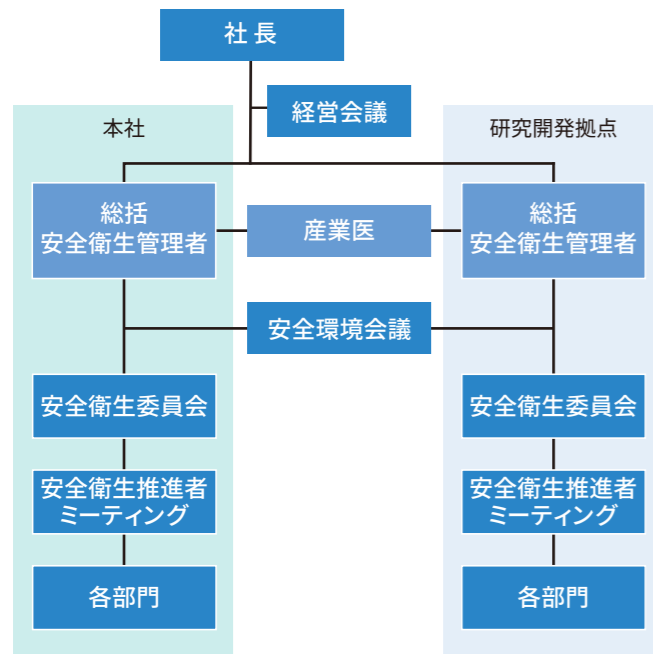 社 長
経営会議
本社
研究開発拠点
総括
安全衛生管理者
産業医
総括
安全衛生管理者
安全環境会議
安全衛生委員会
安全衛生委員会
安全衛生推進者
ミーティング
安全衛生推進者
ミーティング
各部門
各部門